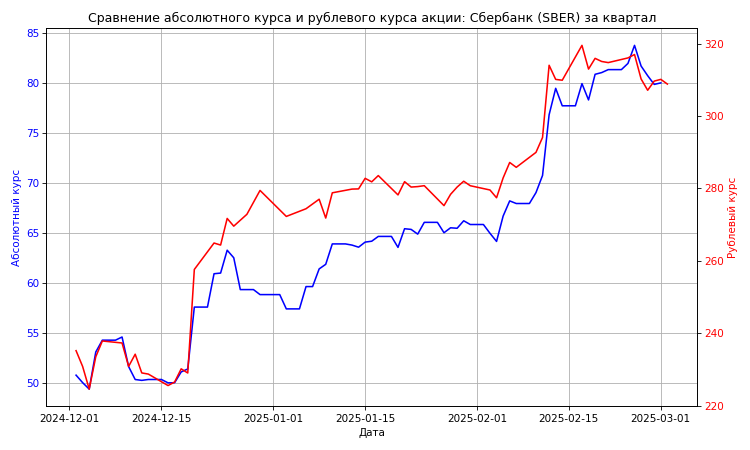 Сравнение абсолютного курса и рублевого курса акции: Сбербанк (SBER) за квартал
Абсолютный курс
85
80
75
70
65
60
55
50
320
300
280
260
240
220
Рублевый курс
2024-12-01 2024-12-15 2025-01-01 2025-01-15 2025-02-01 2025-02-15 2025-03-01
Дата